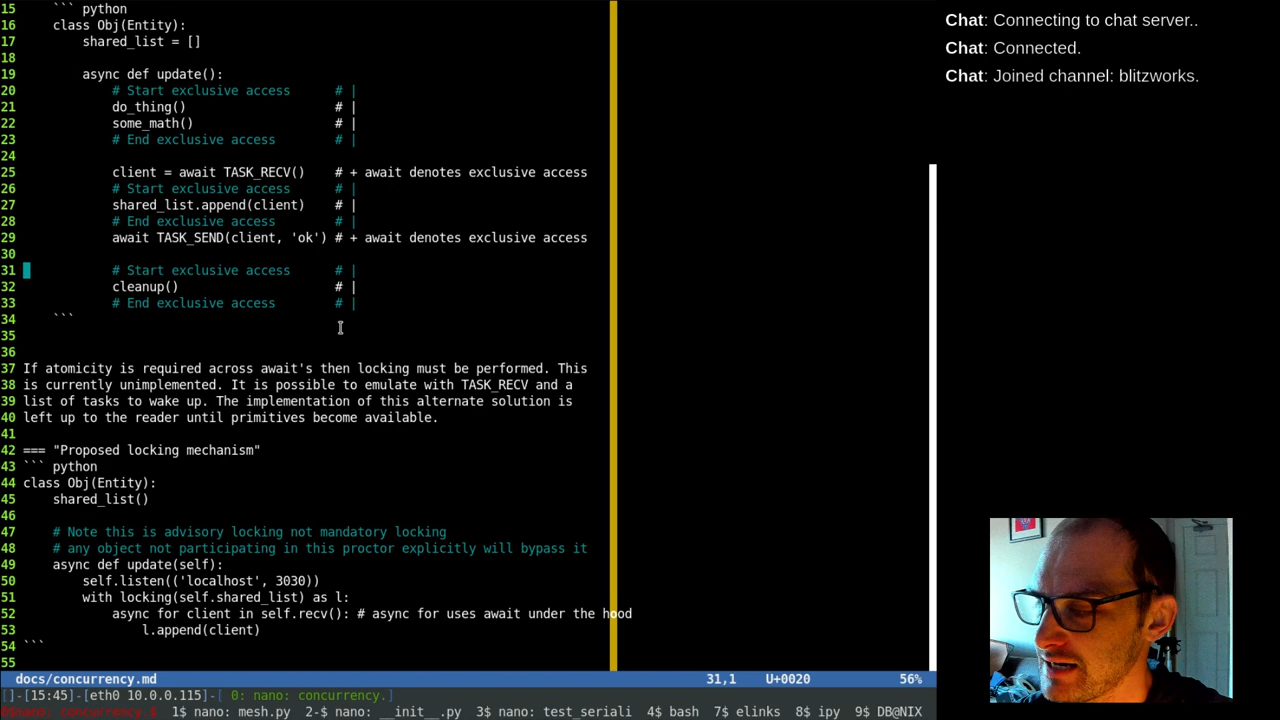 15     ``` python
16     class Obj(Entity):
17         shared_list = []
18
19         async def update():
20             # Start exclusive access      # |
21             do_thing()                    # |
22             some_math()                   # |
23             # End exclusive access        # |
24
25             client = await TASK_RECV()    # + await denotes exclusive access
26             # Start exclusive access      # |
27             shared_list.append(client)    # |
28             # End exclusive access        # |
29             await TASK_SEND(client, 'ok') # + await denotes exclusive access
30
31             # Start exclusive access      # |
32             cleanup()                     # |
33             # End exclusive access        # |
34     ```
35
36
37 If atomicity is required across await's then locking must be performed. This
38 is currently unimplemented. It is possible to emulate with TASK_RECV and a
39 list of tasks to wake up. The implementation of this alternate solution is
40 left up to the reader until primitives become available.
41
42 === "Proposed locking mechanism"
43 ``` python
44 class Obj(Entity):
45     shared_list()
46
47     # Note this is advisory locking not mandatory locking
48     # any object not participating in this proctor explicitly will bypass it
49     async def update(self):
50         self.listen(('localhost', 3030))
51         with locking(self.shared_list) as l:
52             async for client in self.recv(): # async for uses await under the hood
53                 l.append(client)
54 ```
55
docs/concurrency.md 31,1 U+0020 56%
[]-[15:45]-[eth0 10.0.0.115]-[ 0: nano: concurrency.]
0$nano: concurrency.1  1$ nano: mesh.py  2-$ nano: __init__.py  3$ nano: test_seriali  4$ bash  7$ elinks  8$ ipy  9$ DB@NIX
Chat: Connecting to chat server..
Chat: Connected.
Chat: Joined channel: blitzworks.